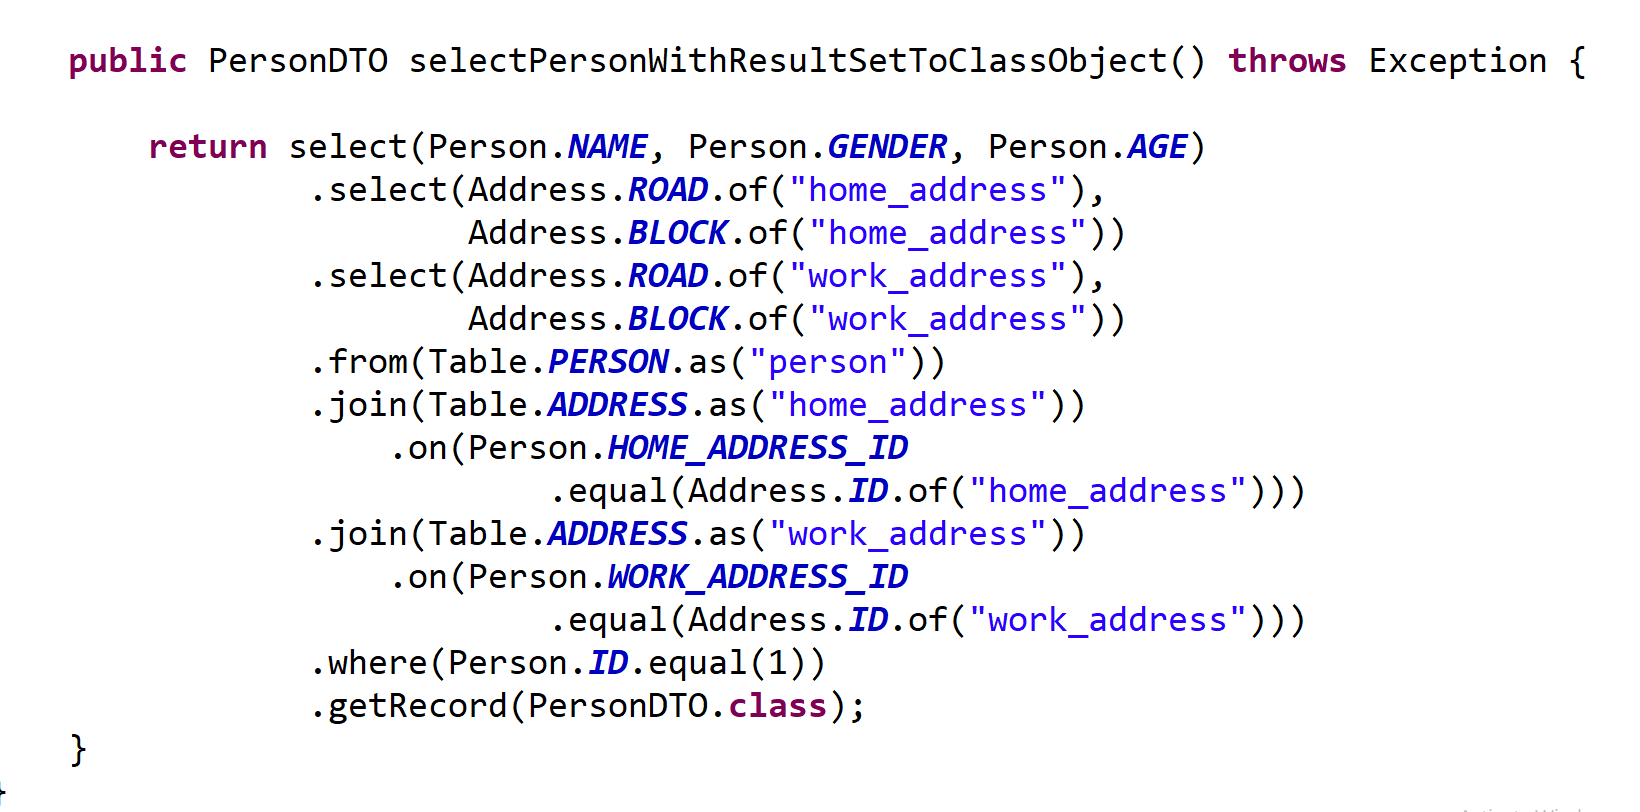 public PersonDTO selectPersonWithResultSetToClassObject() throws Exception {
return select(Person.NAME, Person.GENDER, Person.AGE)
.select(Address.ROAD.of("home_address"),
Address.BLOCK.of("home_address"))
.select(Address.ROAD.of("work_address"),
Address.BLOCK.of("work_address"))
.from(Table.PERSON.as("person"))
.join(Table.ADDRESS.as("home_address"))
.on(Person.HOME_ADDRESS_ID
.equal(Address.ID.of("home_address")))
.join(Table.ADDRESS.as("work_address"))
.on(Person.WORK_ADDRESS_ID
.equal(Address.ID.of("work_address")))
.where(Person.ID.equal(1))
.getRecord(PersonDTO.class);
}
}